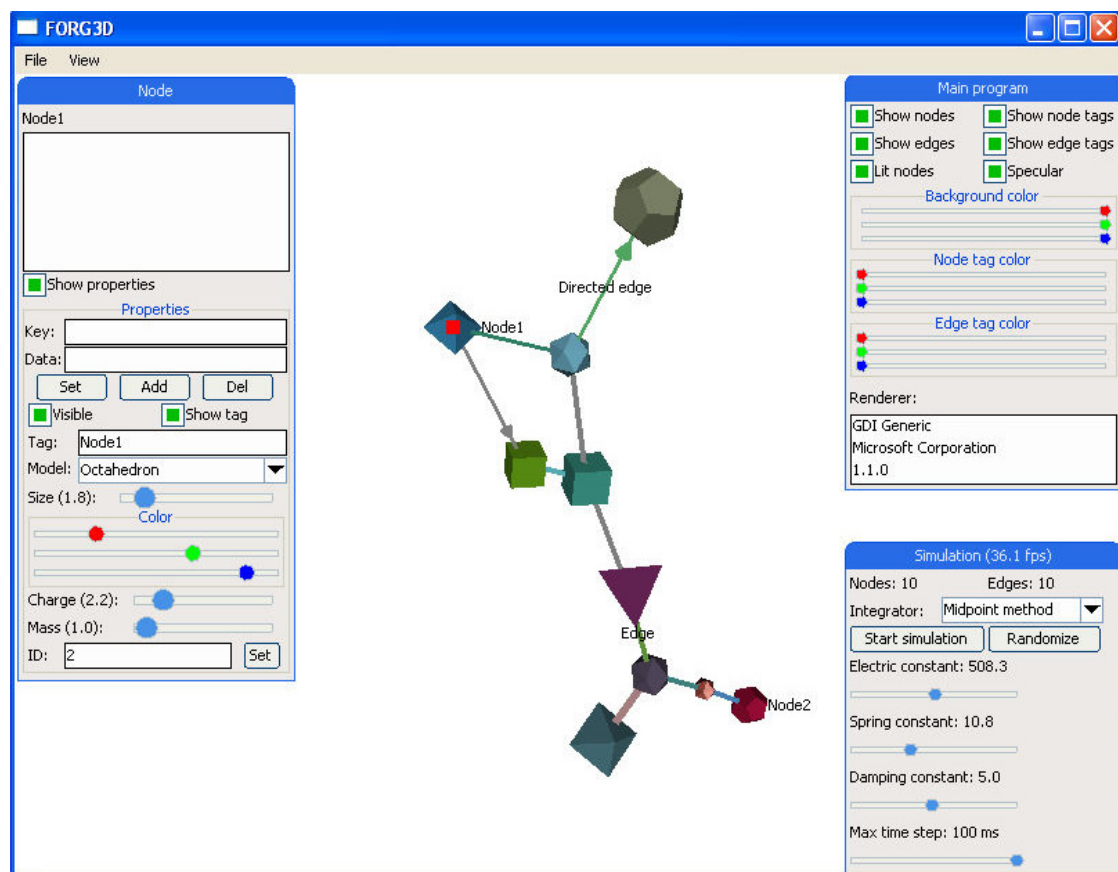 FORG3D
File View
Node
Node1
Show properties
Properties
Key:
Data:
Set Add Del
Visible Show tag
Tag: Node1
Model: Octahedron
Size (1.8):
Color
Charge (2.2):
Mass (1.0):
ID: 2 Set
Directed edge
Node1
Edge
Node2
Main program
Show nodes Show node tags
Show edges Show edge tags
Lit nodes Specular
Background color
Node tag color
Edge tag color
Renderer:
GDI Generic
Microsoft Corporation
1.1.0
Simulation (36.1 fps)
Nodes: 10 Edges: 10
Integrator: Midpoint method
Start simulation Randomize
Electric constant: 508.3
Spring constant: 10.8
Damping constant: 5.0
Max time step: 100 ms